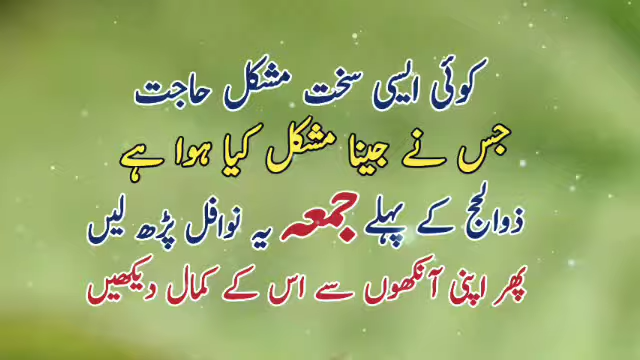 کوئی ایسی سخت مشکل حاجت
جس نے جینا مشکل کیا ہوا ہے
ذوالحج کے پہلے جمعہ یہ نوافل پڑھ لیں
پھر اپنی آنکھوں سے اس کے کمال دیکھیں